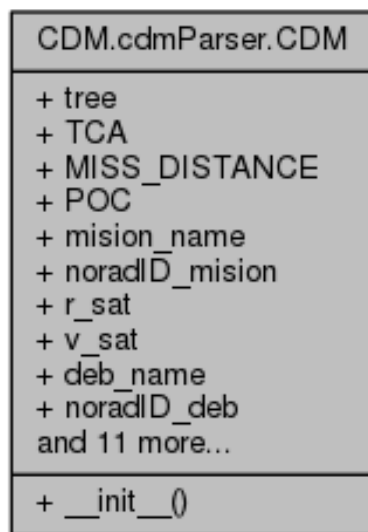 CDM.cdmParser.CDM
+ tree
+ TCA
+ MISS_DISTANCE
+ POC
+ mision_name
+ noradID_mision
+ r_sat
+ v_sat
+ deb_name
+ noradID_deb
and 11 more...
+ __init__()